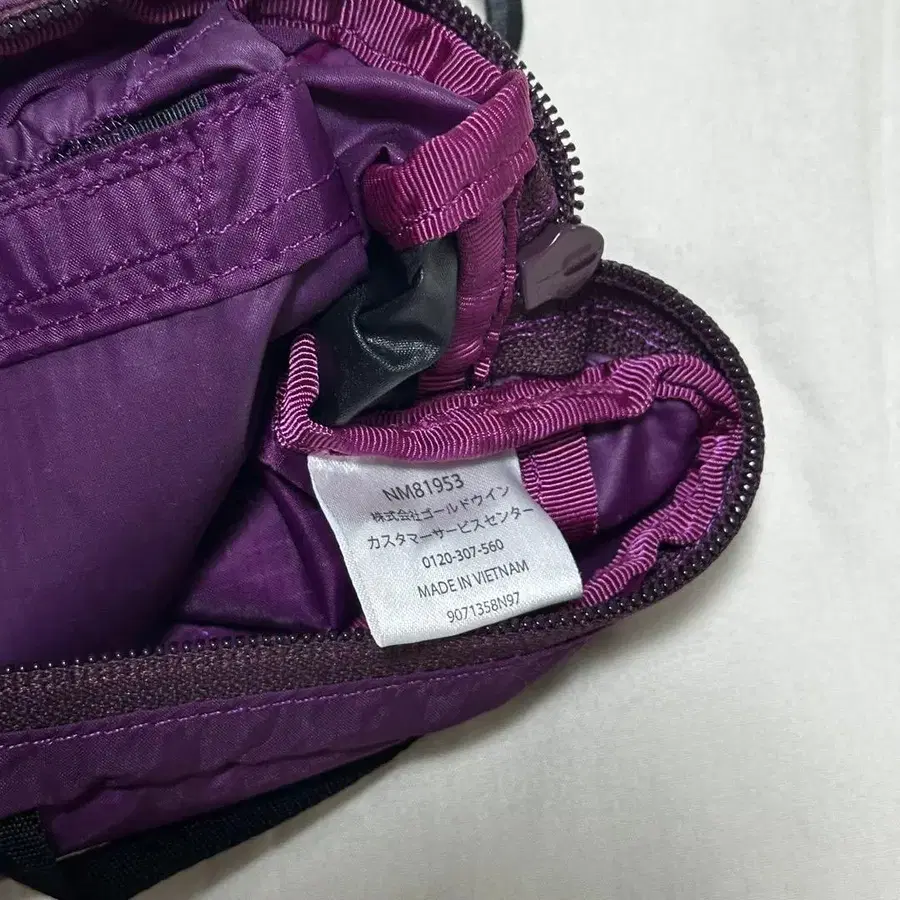 NM81953
株式会社ゴールドウイン
カスタマーサービスセンター
0120-307-560
MADE IN VIETNAM
9071358N97